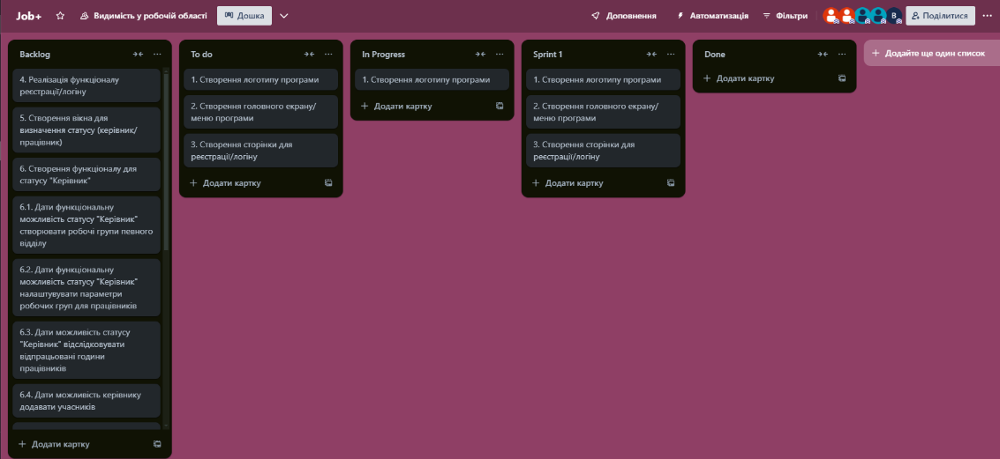 Job+
Видимість у робочій області
Дошка
Доповнення
Автоматизація
Фільтри
B
Поділитися
Backlog
4. Реалізація функціоналу
реєстрації/логіну
5. Створення вікна для
визначення статусу (керівник/
працівник)
6. Створення функціоналу для
статусу "Керівник"
6.1. Дати функціональну
можливість статусу "Керівник"
створювати робочі групи певного
відділу
6.2. Дати функціональну
можливість статусу "Керівник"
налаштувувати параметри
робочих груп для працівників
6.3. Дати можливість статусу
"Керівник" відслідковувати
відпрацьовані години
працівників
6.4. Дати можливість керівнику
додавати учасників
Додати картку
To do
1. Створення логотипу програми
2. Створення головного екрану/
меню програми
3. Створення сторінки для
реєстрації/логіну
Додати картку
In Progress
1. Створення логотипу програми
Додати картку
Sprint 1
1. Створення логотипу програми
2. Створення головного екрану/
меню програми
3. Створення сторінки для
реєстрації/логіну
Додати картку
Done
Додати картку
Додайте ще один список